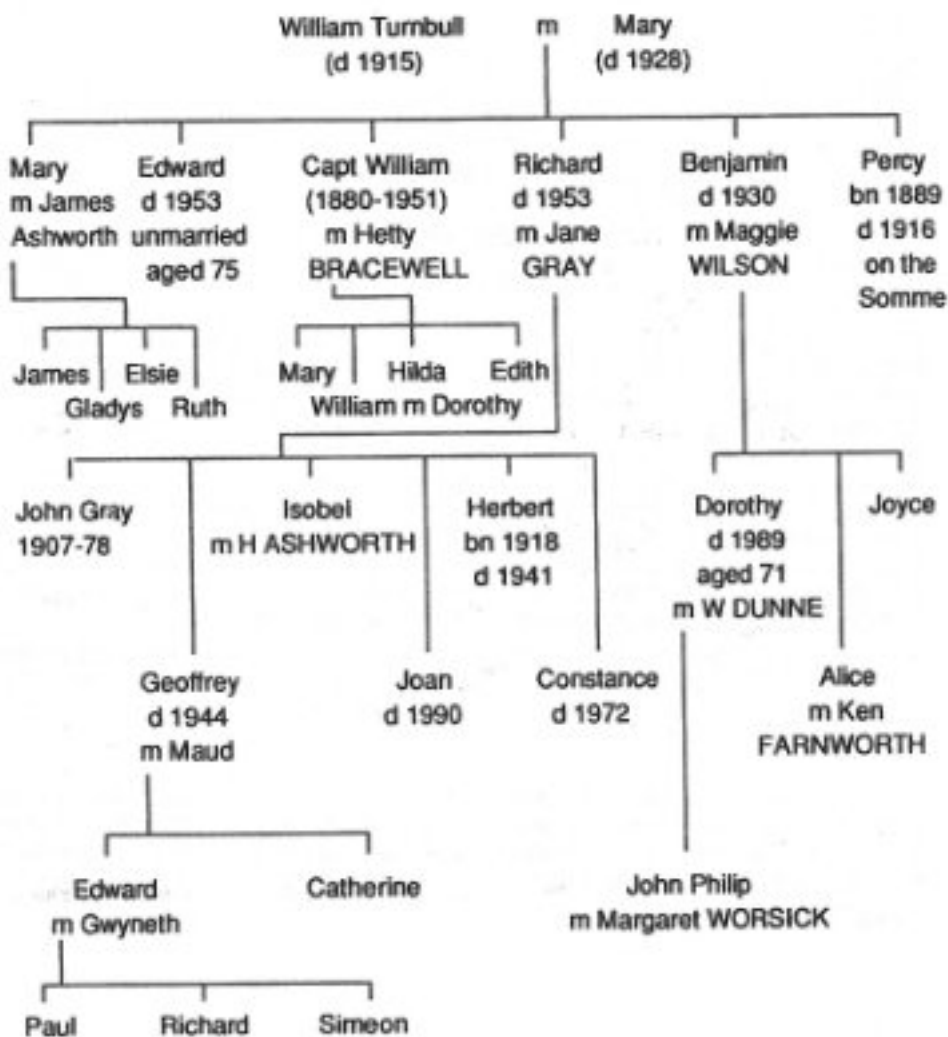 William Turnbull m Mary
(d 1915) (d 1928)
Mary
m James
Ashworth
Edward
d 1953
unmarried
aged 75
Capt William
(1880-1951)
m Hetty
BRACEWELL
Richard
d 1953
m Jane
GRAY
Benjamin
d 1930
m Maggie
WILSON
Percy
bn 1889
d 1916
on the
Somme
James Elsie
Gladys Ruth
Mary Hilda Edith
William m Dorothy
John Gray
1907-78
Isobel
m H ASHWORTH
Herbert
bn 1918
d 1941
Dorothy
d 1989
aged 71
m W DUNNE
Joyce
Geoffrey
d 1944
m Maud
Joan
d 1990
Constance
d 1972
Alice
m Ken
FARNWORTH
Edward
m Gwyneth
Catherine
John Philip
m Margaret WORSICK
Paul Richard Simeon